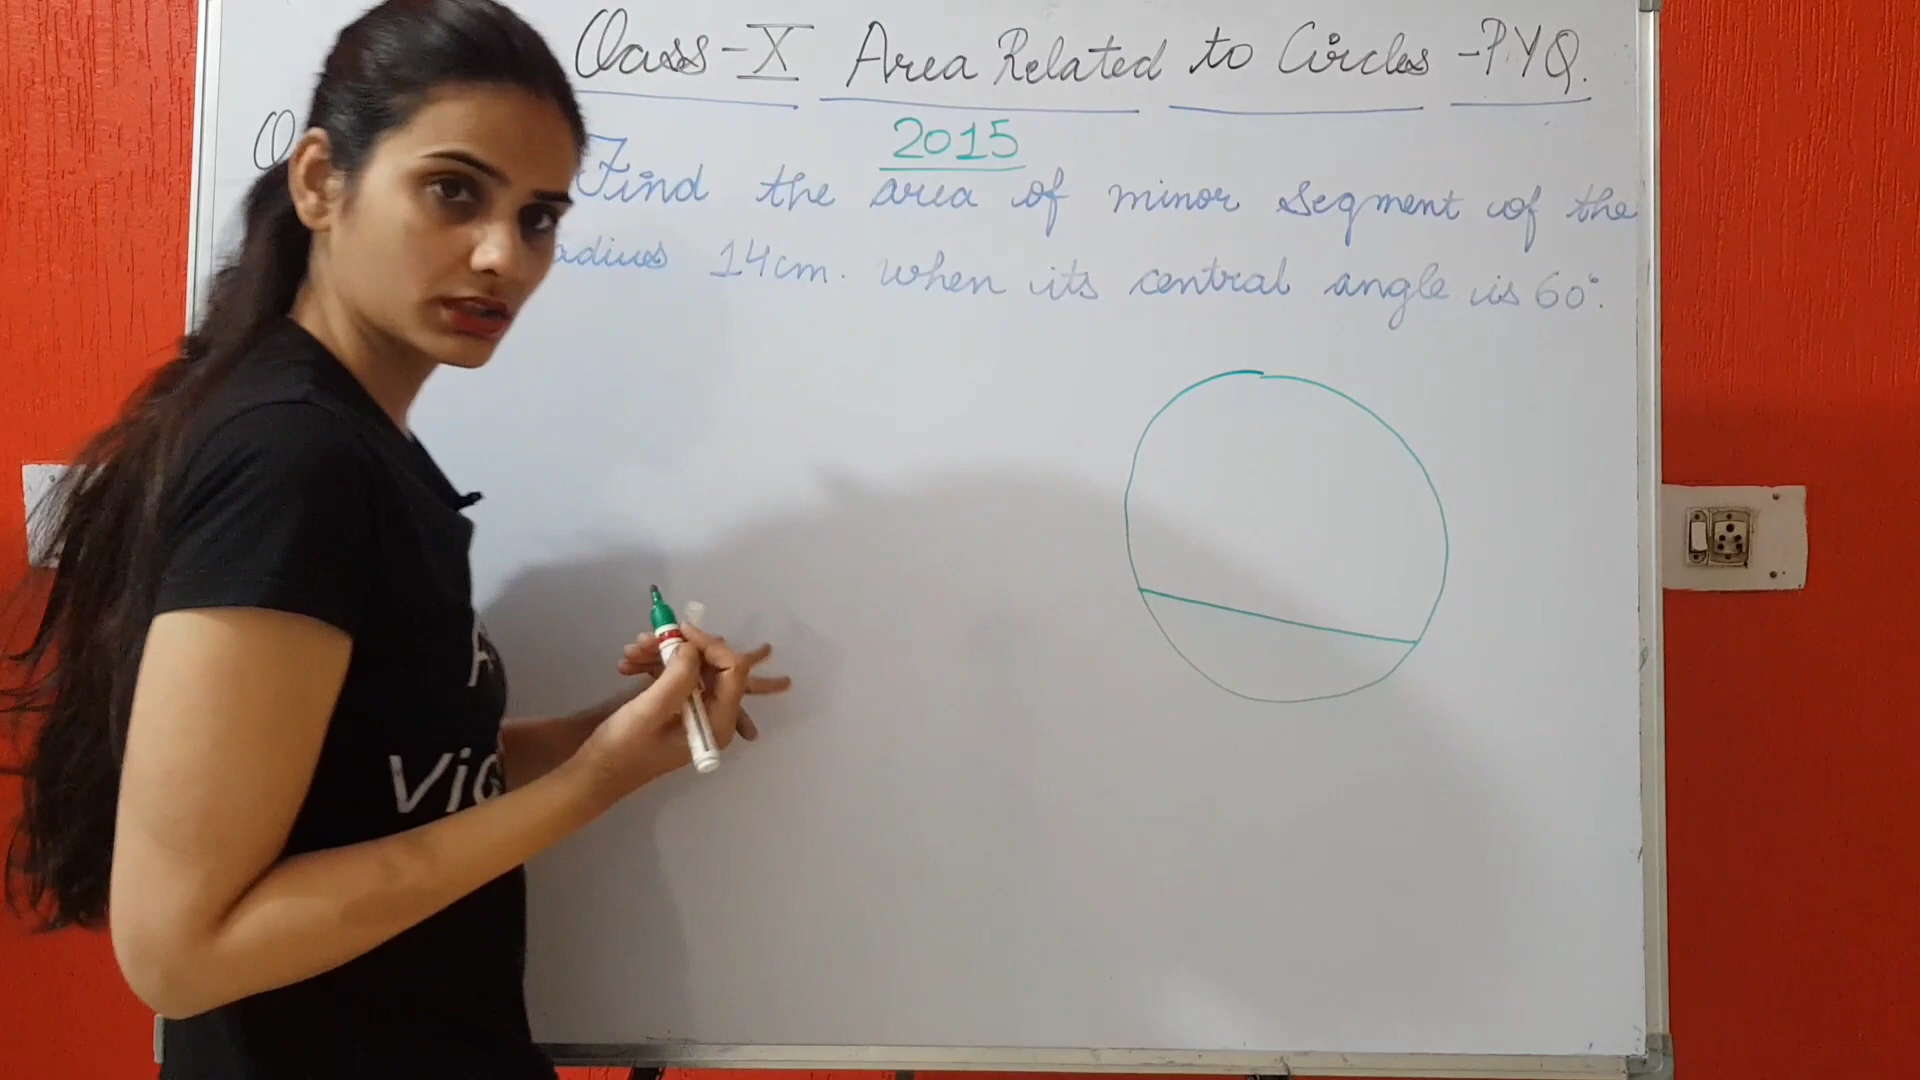 Class-X Area Related to Circles -PYQ.
2015
Find the area of minor segment of the
adius 14cm. when its central angle is 60°.